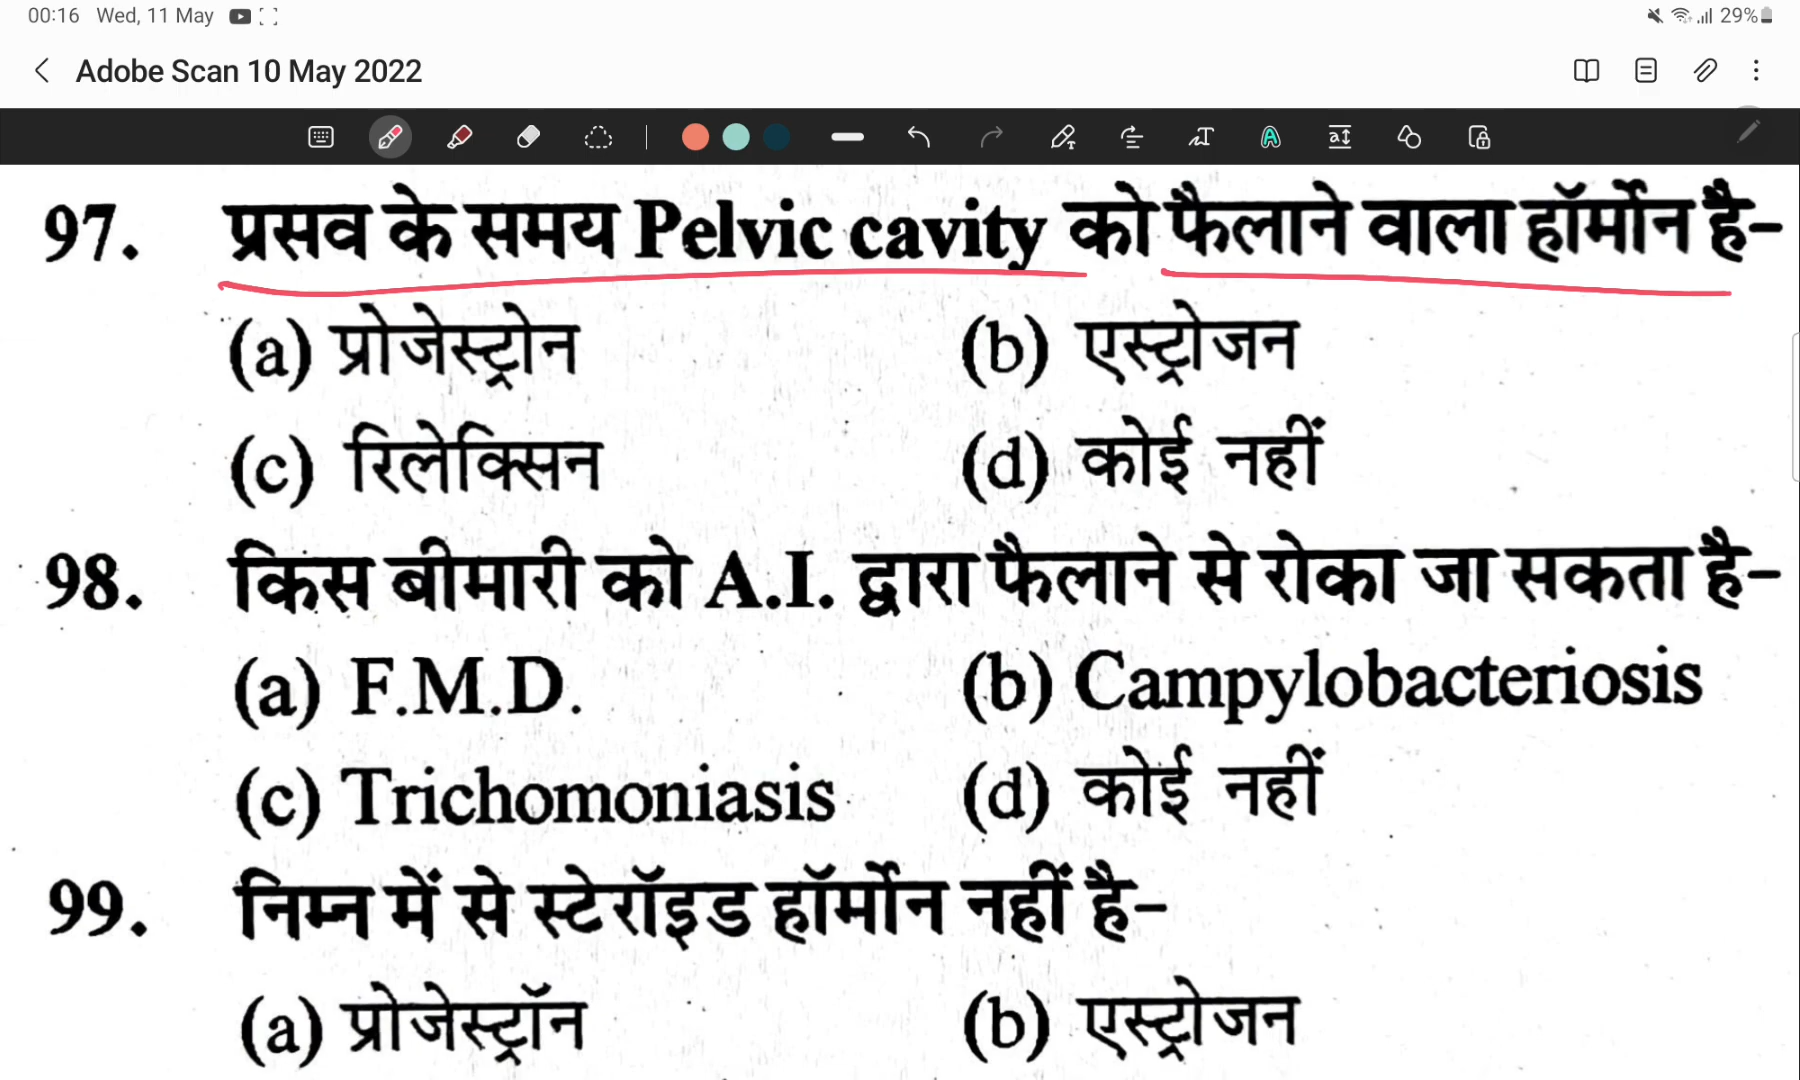 00:16 Wed, 11 May 29%
Adobe Scan 10 May 2022
97. प्रसव के समय Pelvic cavity को फैलाने वाला हॉर्मोन है–
(a) प्रोजेस्ट्रोन (b) एस्ट्रोजन
(c) रिलेक्सिन (d) कोई नहीं
98. किस बीमारी को A.I. द्वारा फैलाने से रोका जा सकता है–
(a) F.M.D. (b) Campylobacteriosis
(c) Trichomoniasis (d) कोई नहीं
99. निम्न में से स्टेरॉइड हॉर्मोन नहीं है–
(a) प्रोजेस्ट्रॉन (b) एस्ट्रोजन